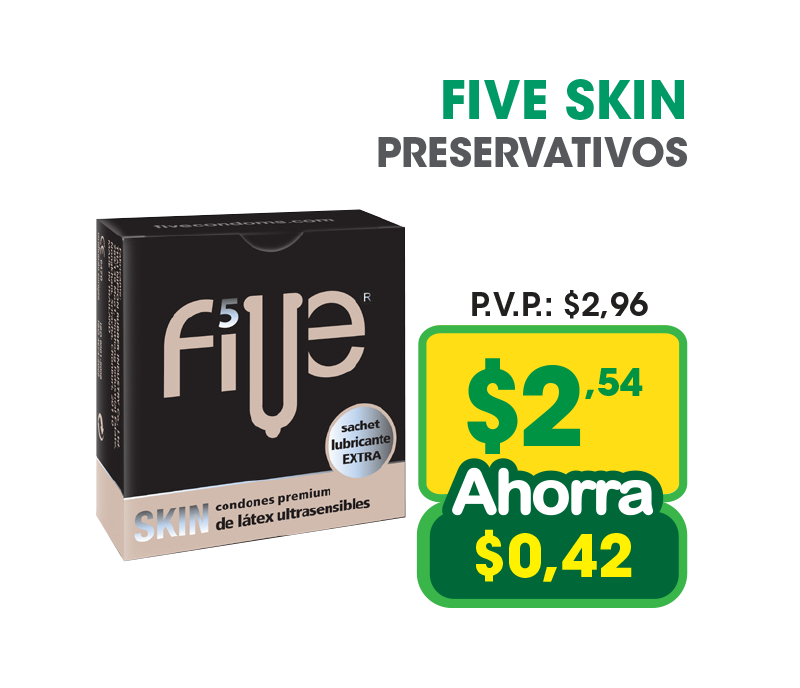 FIVE SKIN
PRESERVATIVOS
fivecondoms.com
five
5
R
sachet
lubricante
EXTRA
SKIN condones premium
de látex ultrasensibles
P.V.P.: $2,96
$2,54
Ahorra
$0,42